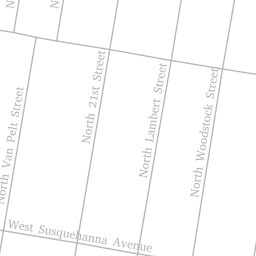 N
N
North 21st Street
North Lambert Street
North Woodstock Street
North Van Pelt Street
West Susquehanna Avenue